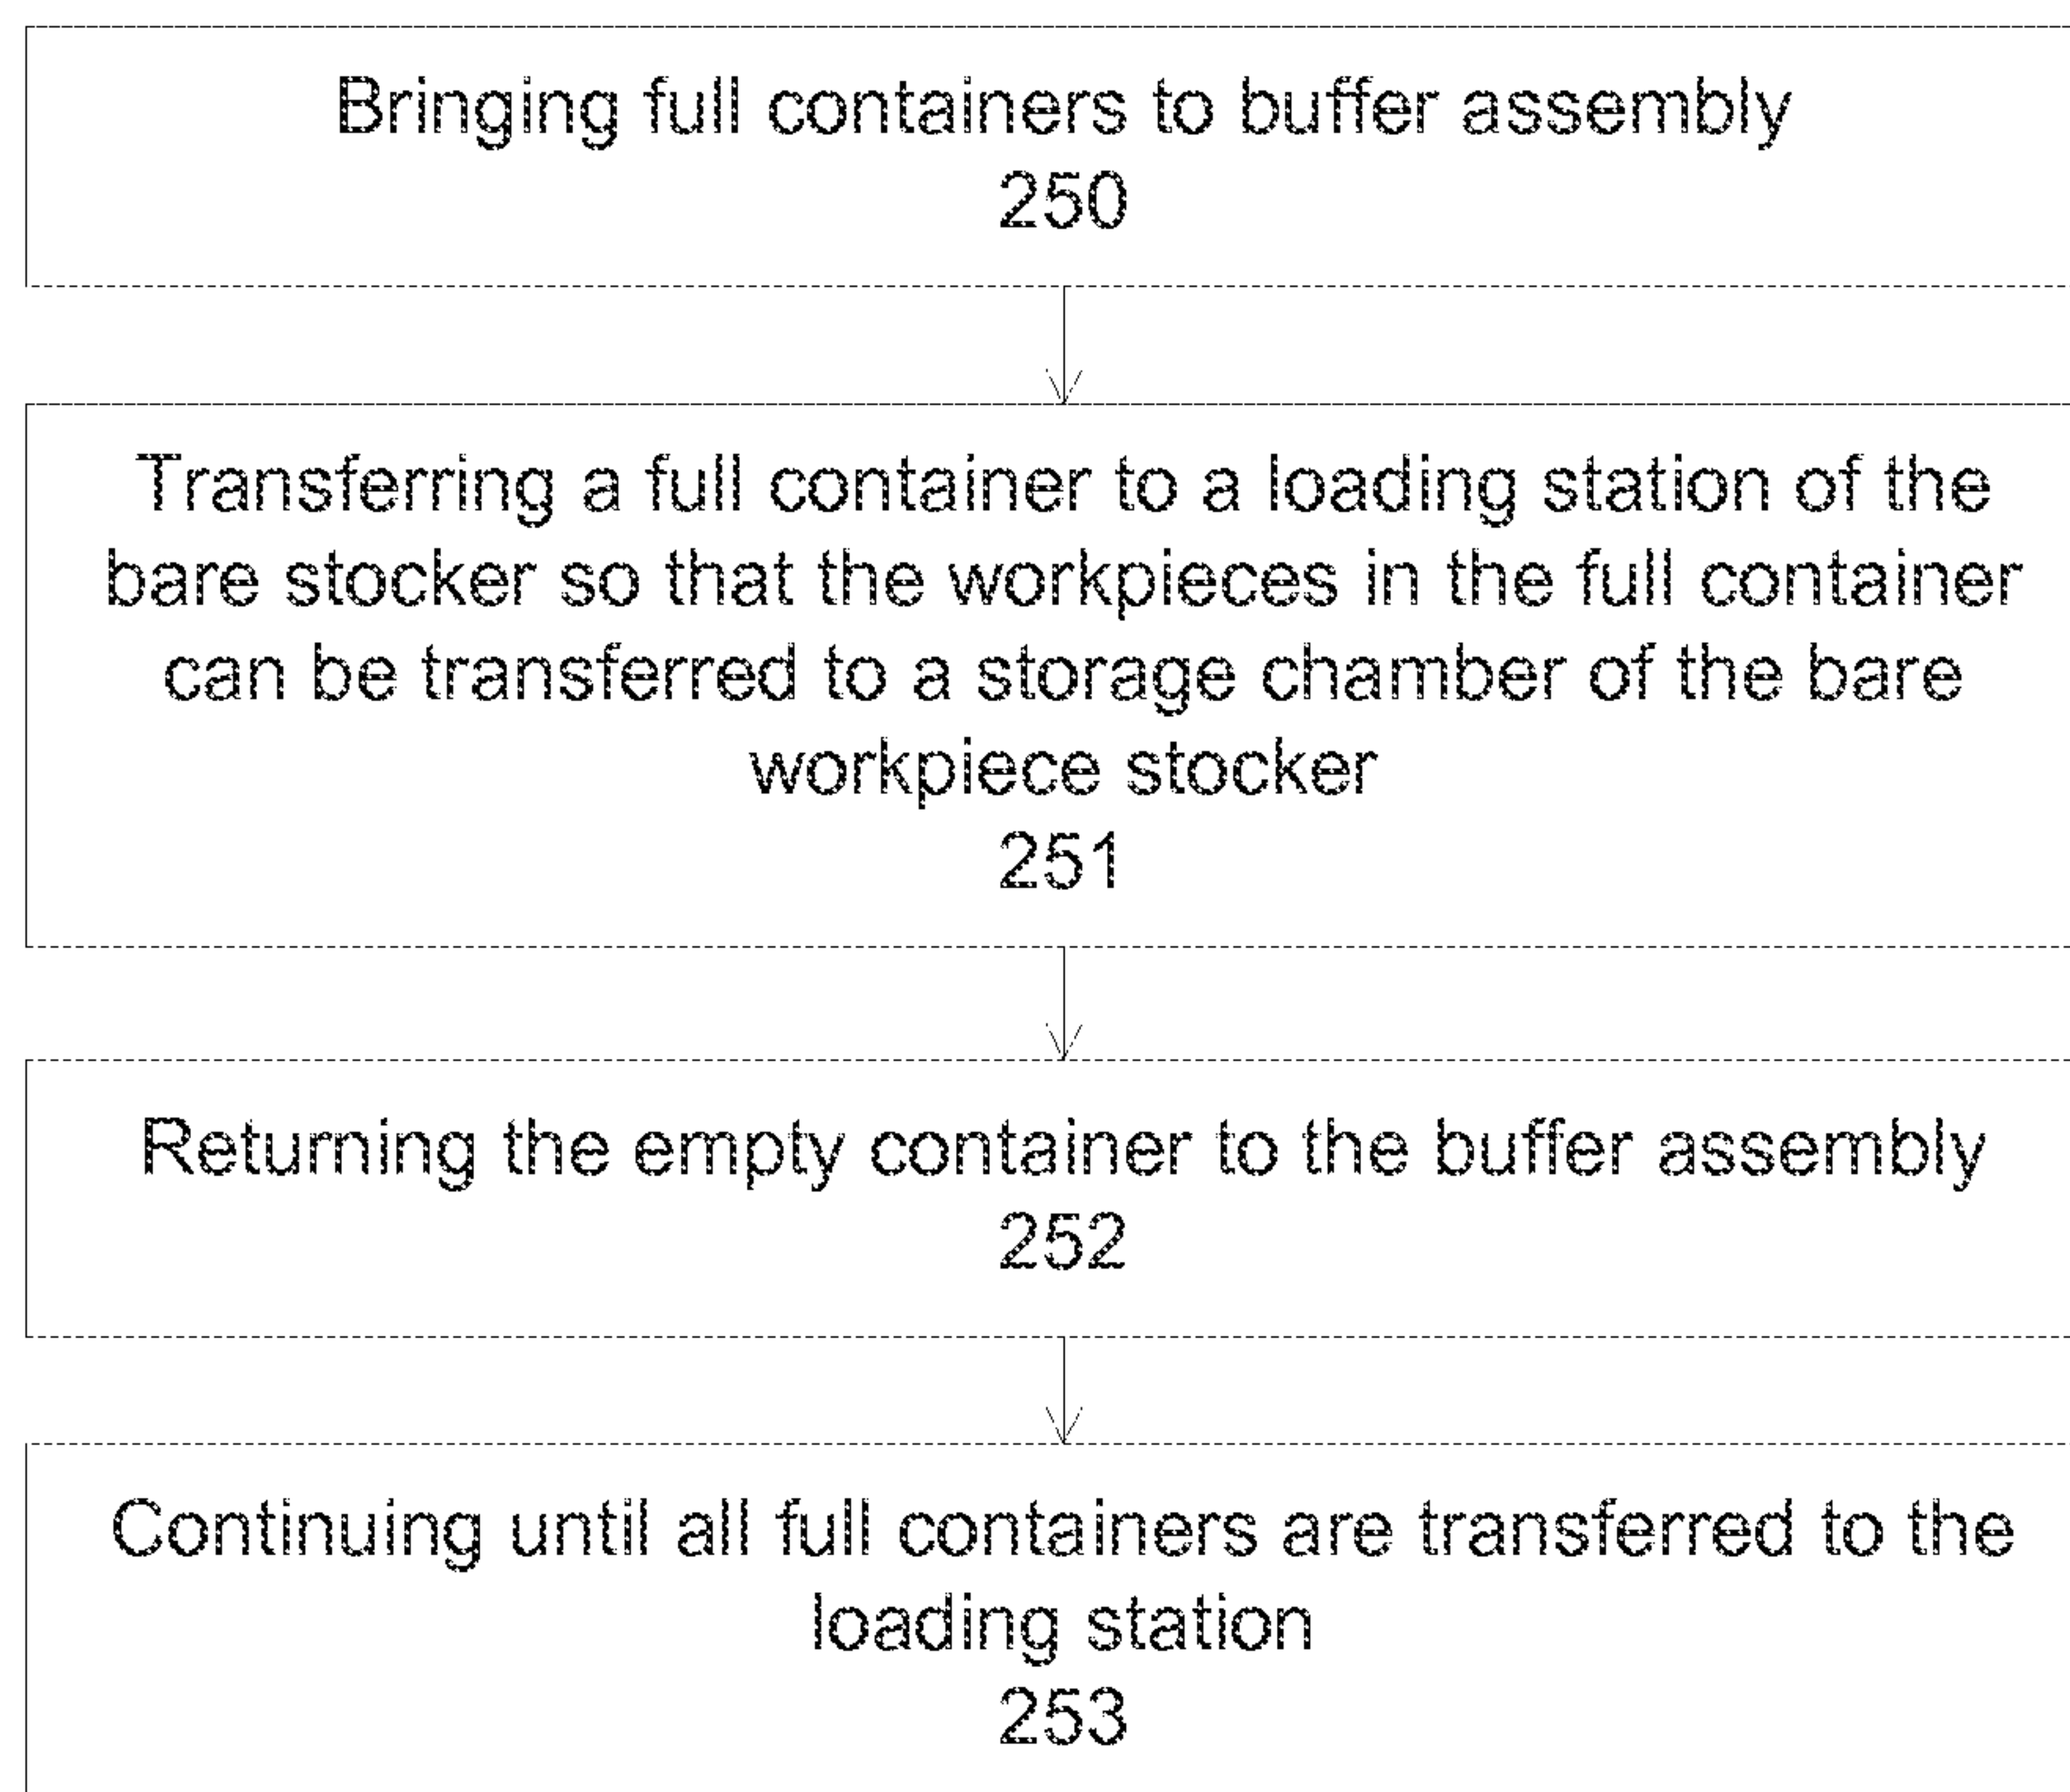 Bringing full containers to buffer assembly
250
Transferring a full container to a loading station of the
bare stocker so that the workpieces in the full container
can be transferred to a storage chamber of the bare
workpiece stocker
251
Returning the empty container to the buffer assembly
252
Continuing until all full containers are transferred to the
loading station
253